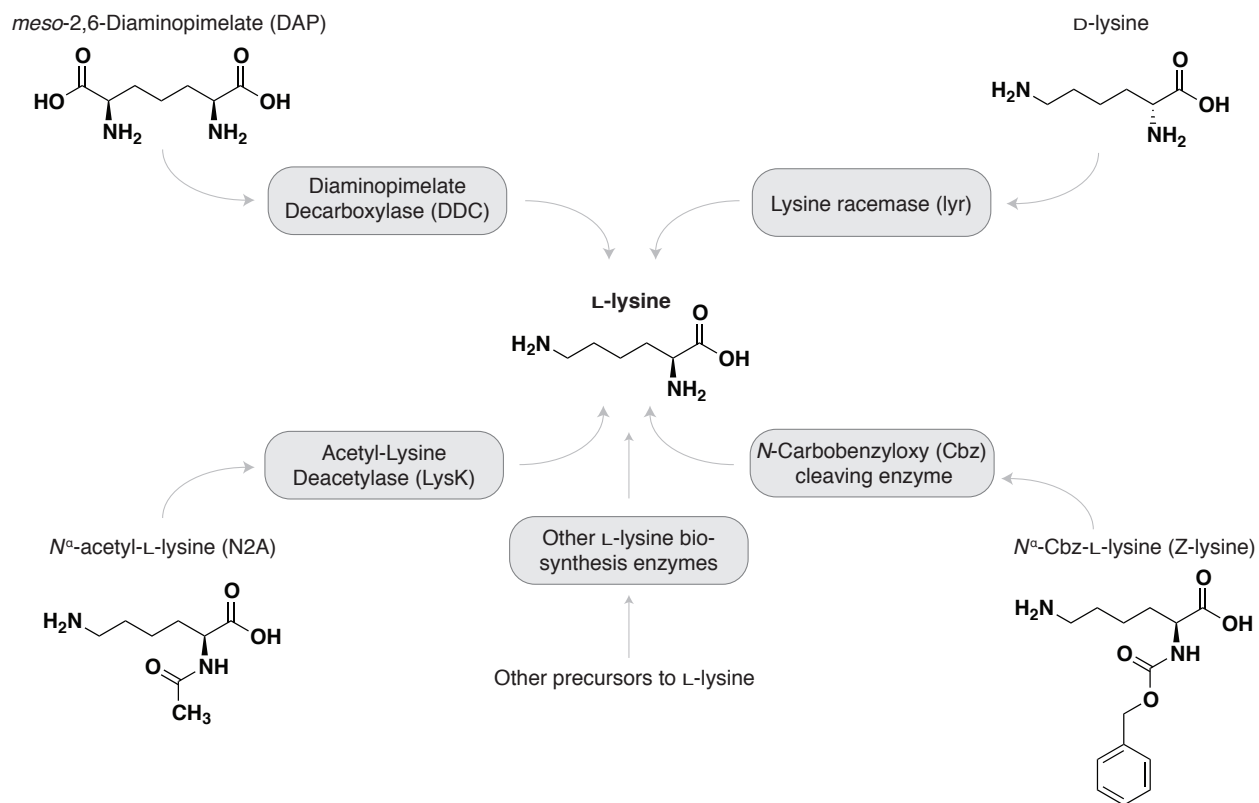 meso-2,6-Diaminopimelate (DAP)
O
HO
NH2
NH2
O
OH
D-lysine
H2N
O
OH
NH2
Diaminopimelate
Decarboxylase (DDC)
Lysine racemase (lyr)
L-lysine
H2N
O
OH
NH2
Acetyl-Lysine
Deacetylase (LysK)
N-Carbobenzyloxy (Cbz)
cleaving enzyme
Other L-lysine bio-
synthesis enzymes
Nα-acetyl-L-lysine (N2A)
H2N
O
OH
O
NH
CH3
Nα-Cbz-L-lysine (Z-lysine)
H2N
O
OH
O
NH
O
Other precursors to L-lysine